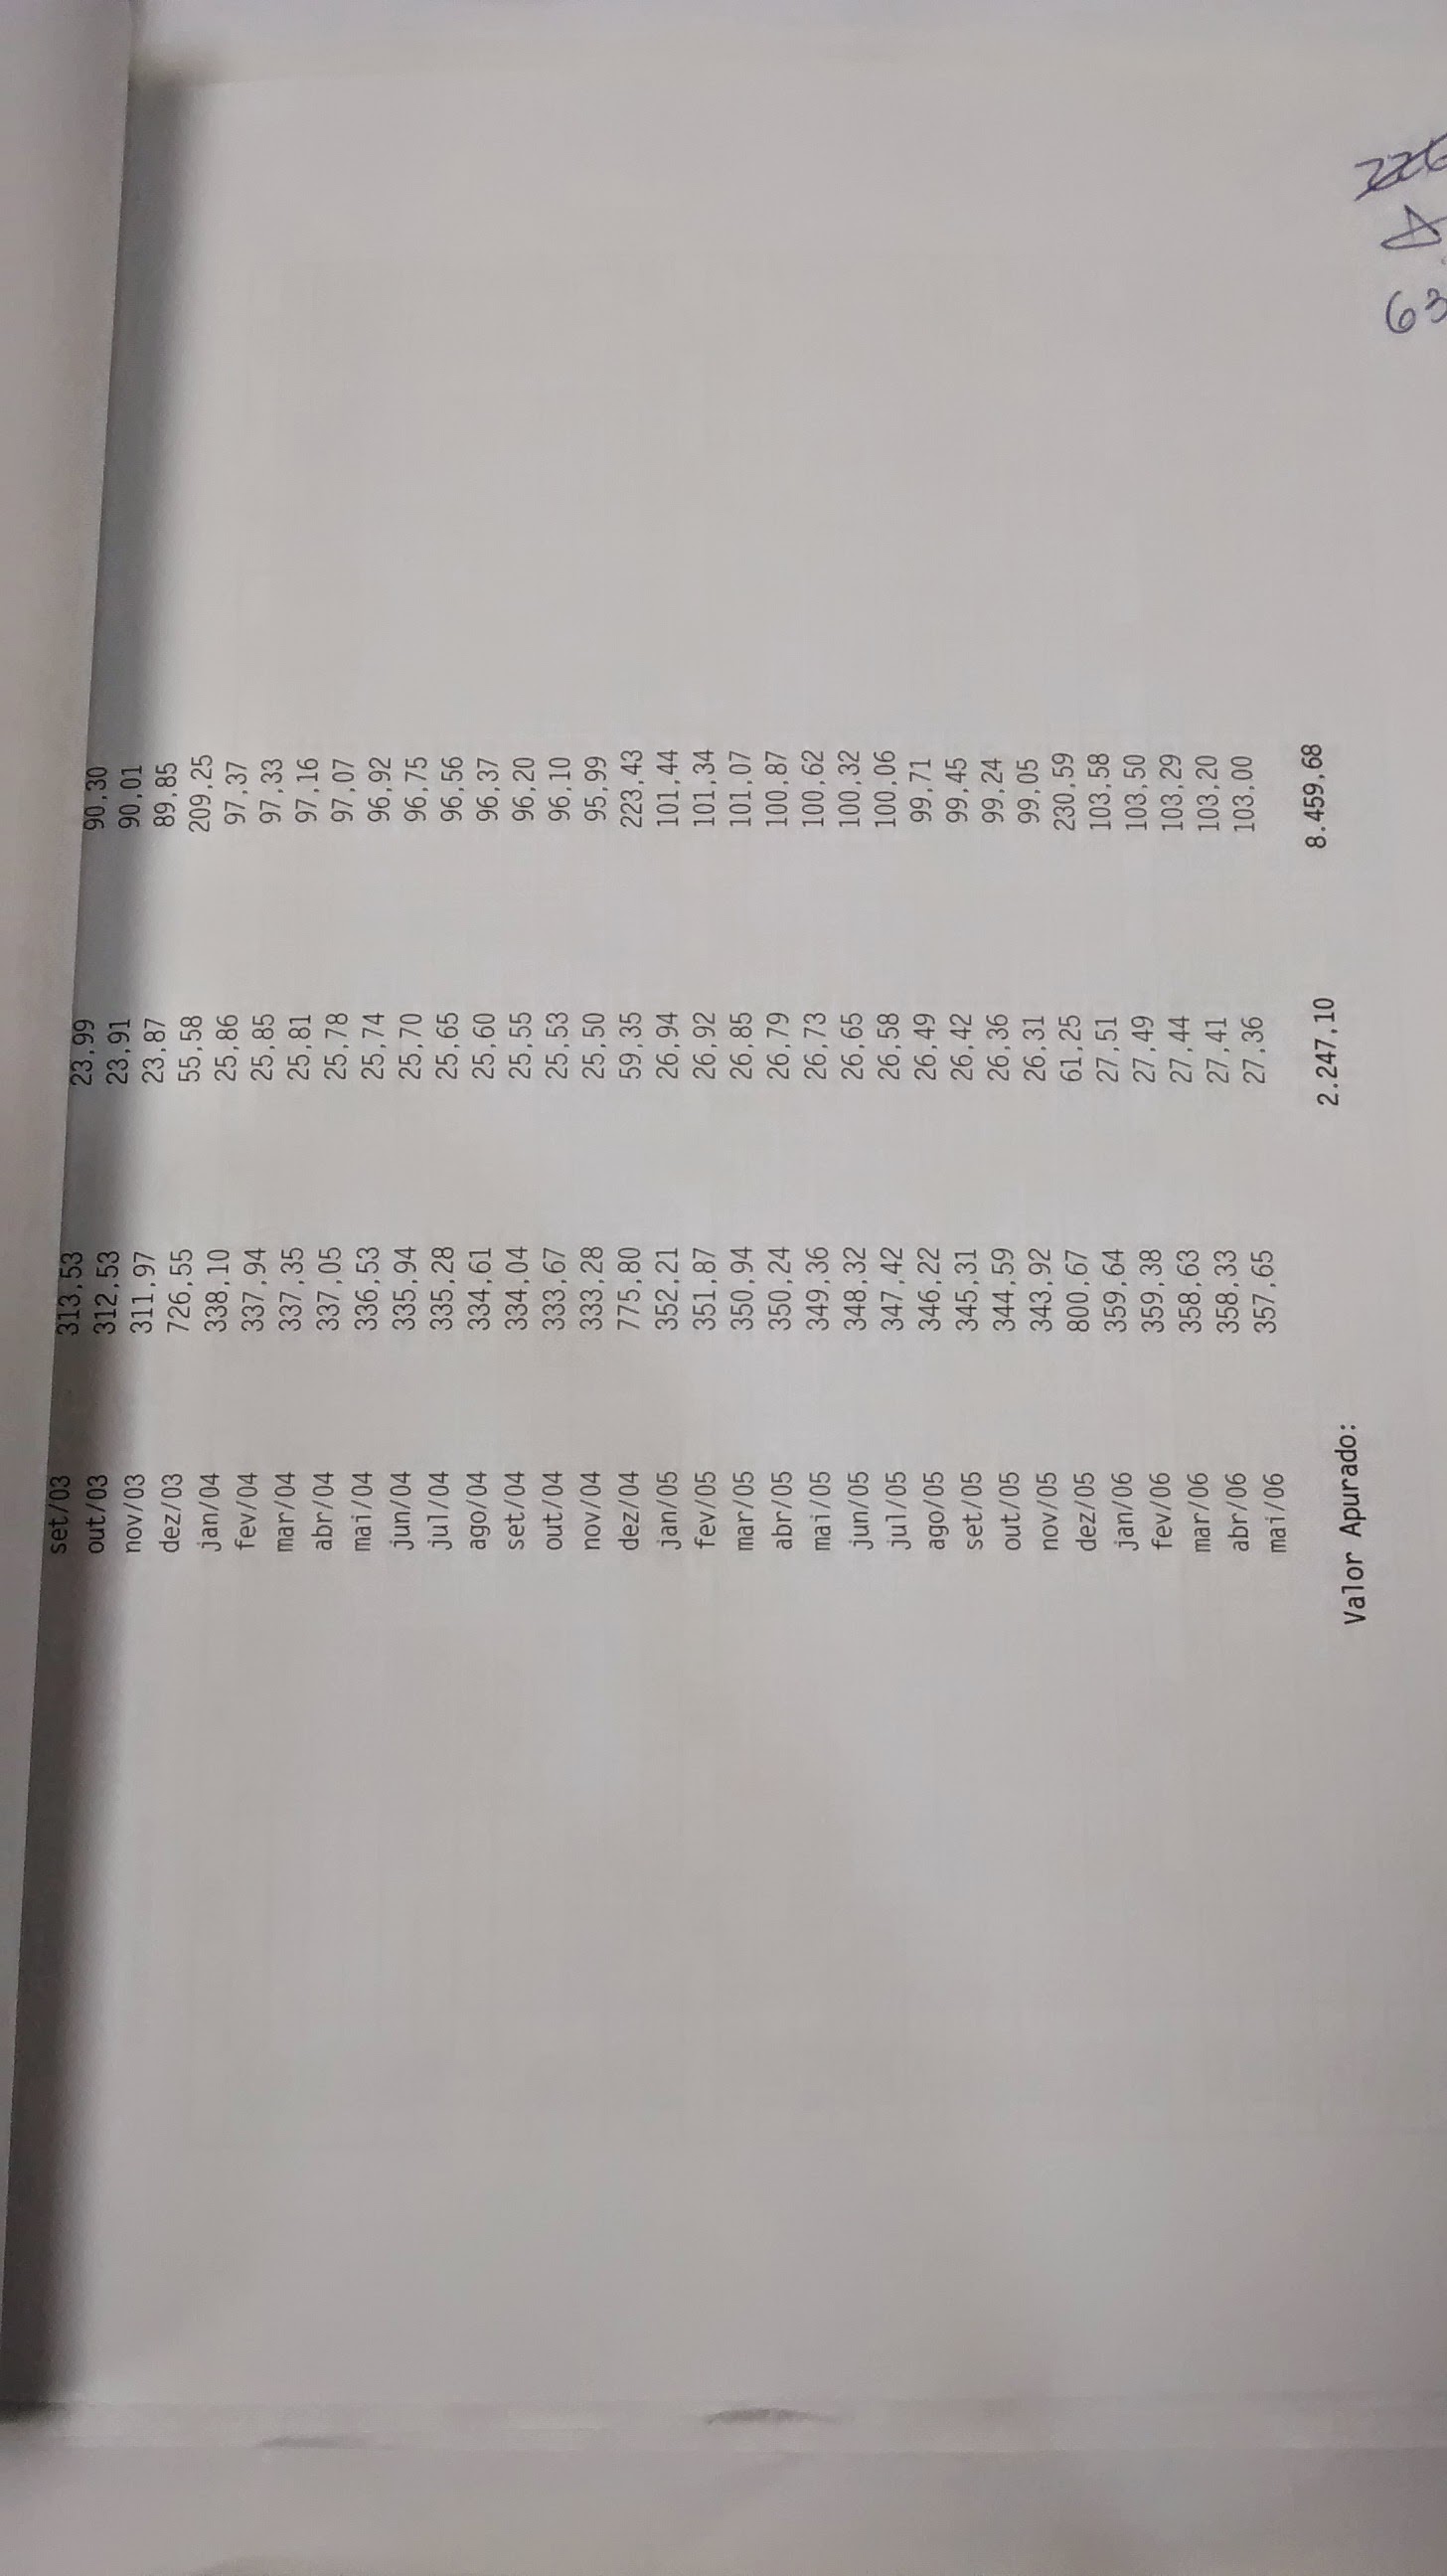 set/03 313,53 23,99 90,30
out/03 312,53 23,91 90,01
nov/03 311,97 23,87 89,85
dez/03 726,55 55,58 209,25
jan/04 338,10 25,86 97,37
fev/04 337,94 25,85 97,33
mar/04 337,35 25,81 97,16
abr/04 337,05 25,78 97,07
mai/04 336,53 25,74 96,92
jun/04 335,94 25,70 96,75
jul/04 335,28 25,65 96,56
ago/04 334,61 25,60 96,37
set/04 334,04 25,55 96,20
out/04 333,67 25,53 96,10
nov/04 333,28 25,50 95,99
dez/04 775,80 59,35 223,43
jan/05 352,21 26,94 101,44
fev/05 351,87 26,92 101,34
mar/05 350,94 26,85 101,07
abr/05 350,24 26,79 100,87
mai/05 349,36 26,73 100,62
jun/05 348,32 26,65 100,32
jul/05 347,42 26,58 100,06
ago/05 346,22 26,49 99,71
set/05 345,31 26,42 99,45
out/05 344,59 26,36 99,24
nov/05 343,92 26,31 99,05
dez/05 800,67 61,25 230,59
jan/06 359,64 27,51 103,58
fev/06 359,38 27,49 103,50
mar/06 358,63 27,44 103,29
abr/06 358,33 27,41 103,20
mai/06 357,65 27,36 103,00
Valor Apurado: 2.247,10 8.459,68
63